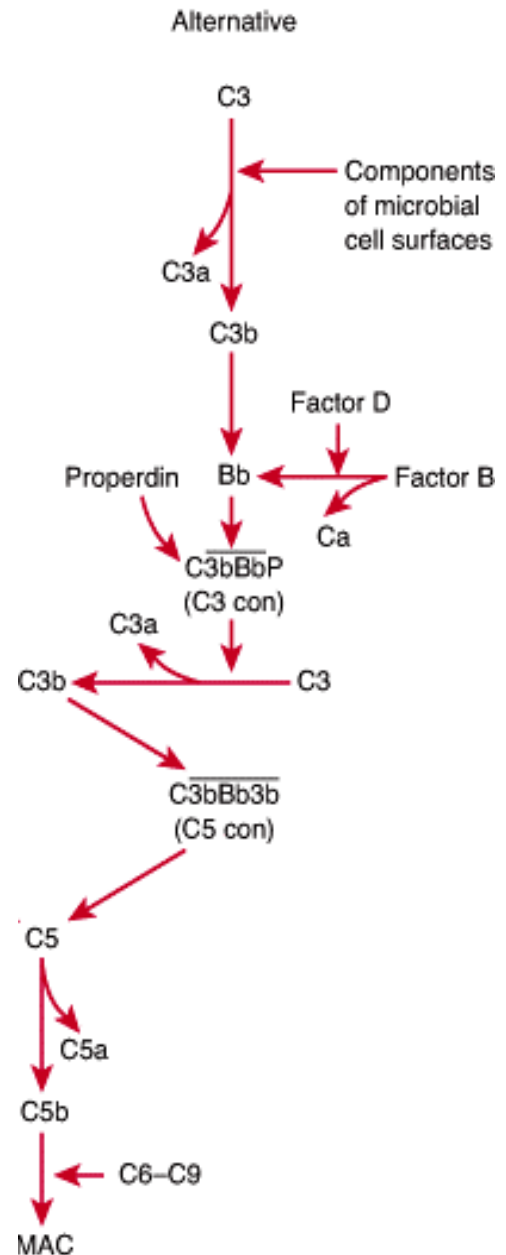 Alternative
C3
Components
of microbial
cell surfaces
C3a
C3b
Factor D
Properdin
Bb
Factor B
Ca
C3bBbP
(C3 con)
C3a
C3b
C3
C3bBb3b
(C5 con)
C5
C5a
C5b
C6–C9
MAC